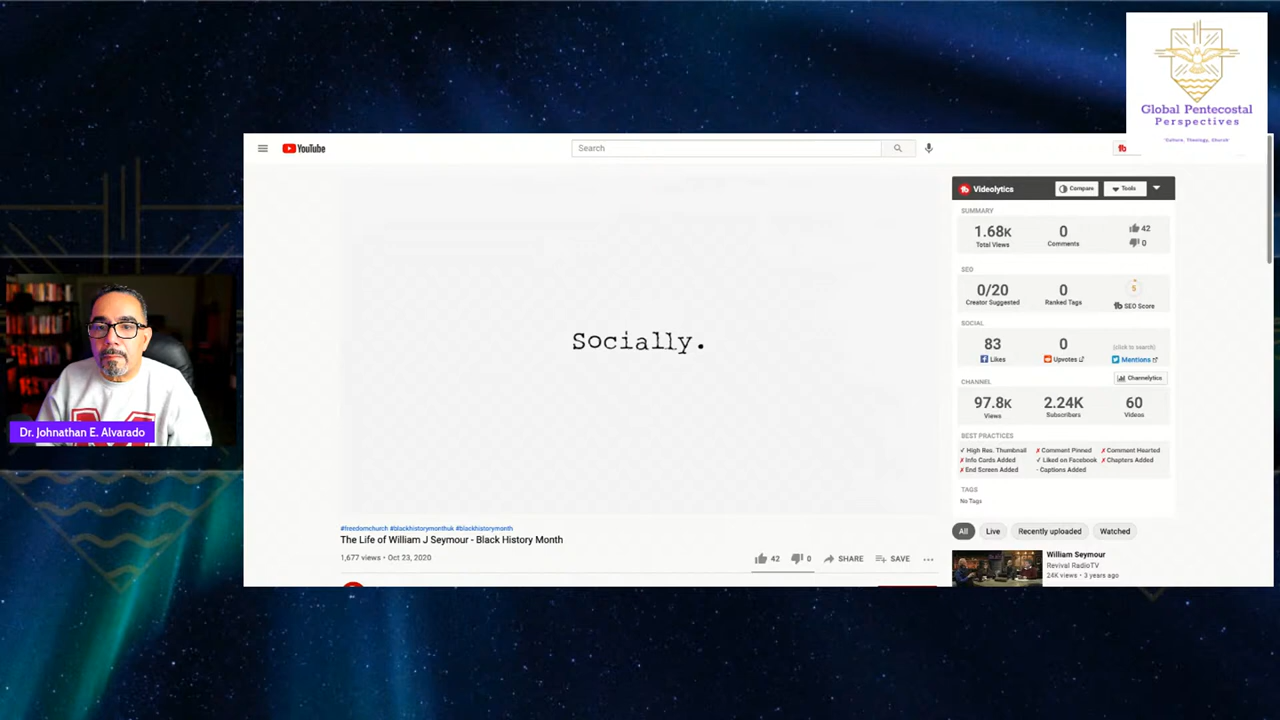 Global Pentecostal
Perspectives
"Culture, Theology, Church"
YouTube
Search
Socially.
Videolytics
Compare
Tools
SUMMARY
1.68K
Total Views
0
Comments
42
0
SEO
0/20
Creator Suggested
0
Ranked Tags
5
SEO Score
SOCIAL
83
Likes
0
Upvotes
(click to search)
Mentions
CHANNEL
Channelytics
97.8K
Views
2.24K
Subscribers
60
Videos
BEST PRACTICES
√ High Res. Thumbnail
✗ Comment Pinned
✗ Comment Hearted
✗ Info Cards Added
√ Liked on Facebook
✗ Chapters Added
✗ End Screen Added
- Captions Added
TAGS
No Tags
All
Live
Recently uploaded
Watched
William Seymour
Revival RadioTV
24K views • 3 years ago
#freedomchurch #blackhistorymonthuk #blackhistorymonth
The Life of William J Seymour - Black History Month
1,677 views • Oct 23, 2020
42
0
SHARE
SAVE
Dr. Johnathan E. Alvarado